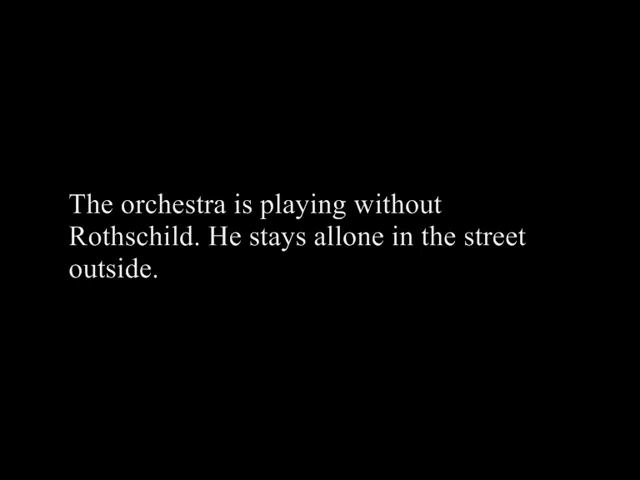 The orchestra is playing without
Rothschild. He stays allone in the street
outside.